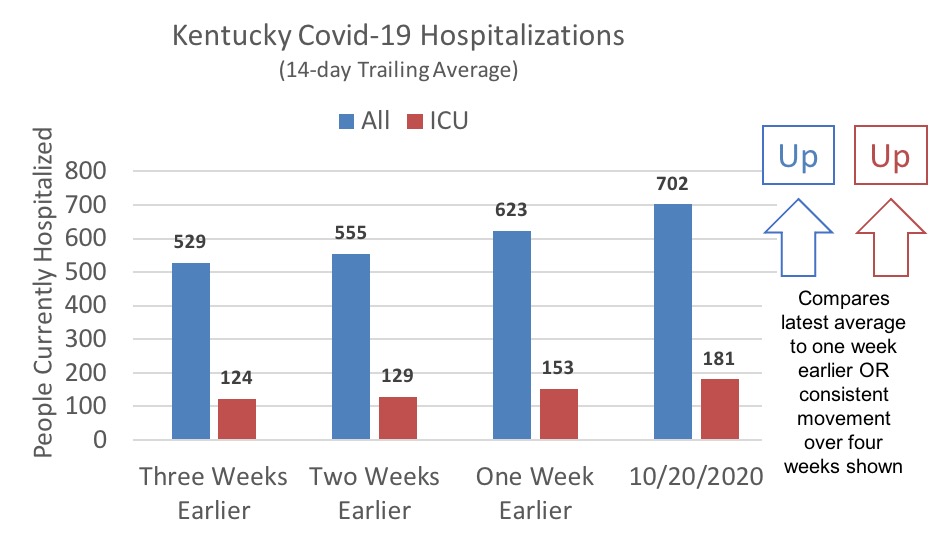 Kentucky Covid-19 Hospitalizations
(14-day Trailing Average)
All ICU
People Currently Hospitalized
800
700
600
500
400
300
200
100
0
529
124
555
129
623
153
702
181
Three Weeks
Earlier
Two Weeks
Earlier
One Week
Earlier
10/20/2020
Up
Up
Compares
latest average
to one week
earlier OR
consistent
movement
over four
weeks shown